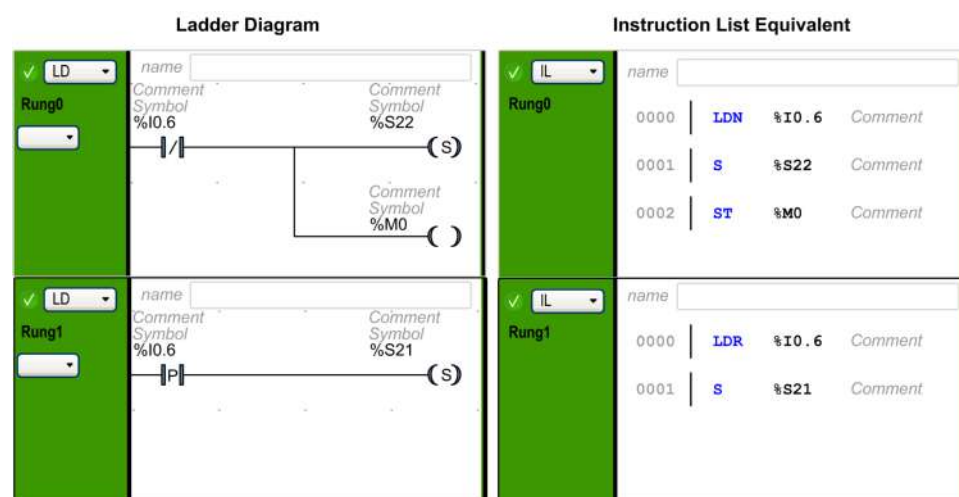 Ladder Diagram
Instruction List Equivalent
LD
name
Rung0
Comment
Symbol
%I0.6
Comment
Symbol
%S22
/
S
Comment
Symbol
%M0
IL
name
Rung0
0000 LDN %I0.6 Comment
0001 S %S22 Comment
0002 ST %M0 Comment
LD
name
Rung1
Comment
Symbol
%I0.6
Comment
Symbol
%S21
P
S
IL
name
Rung1
0000 LDR %I0.6 Comment
0001 S %S21 Comment